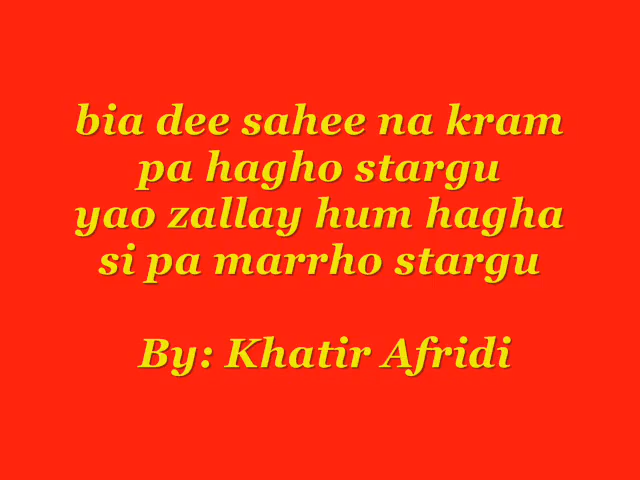 bia dee sahee na kram
pa hagho stargu
yao zallay hum hagha
si pa marrho stargu
By: Khatir Afridi